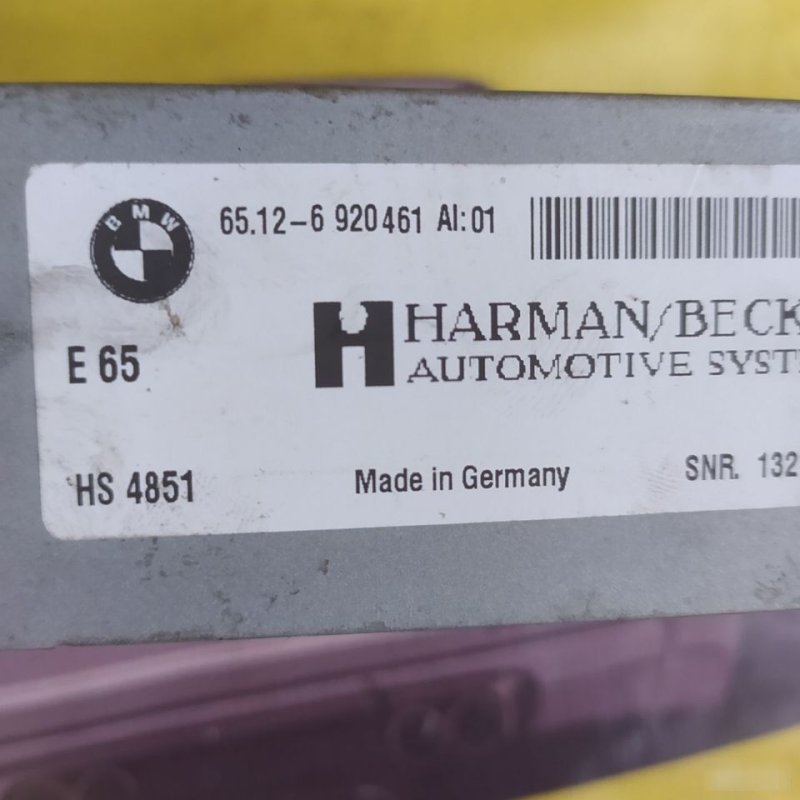 BMW
65.12-6 920461 AI:01
HARMAN/BECK
AUTOMOTIVE SYST
E 65
HS 4851
Made in Germany
SNR. 132